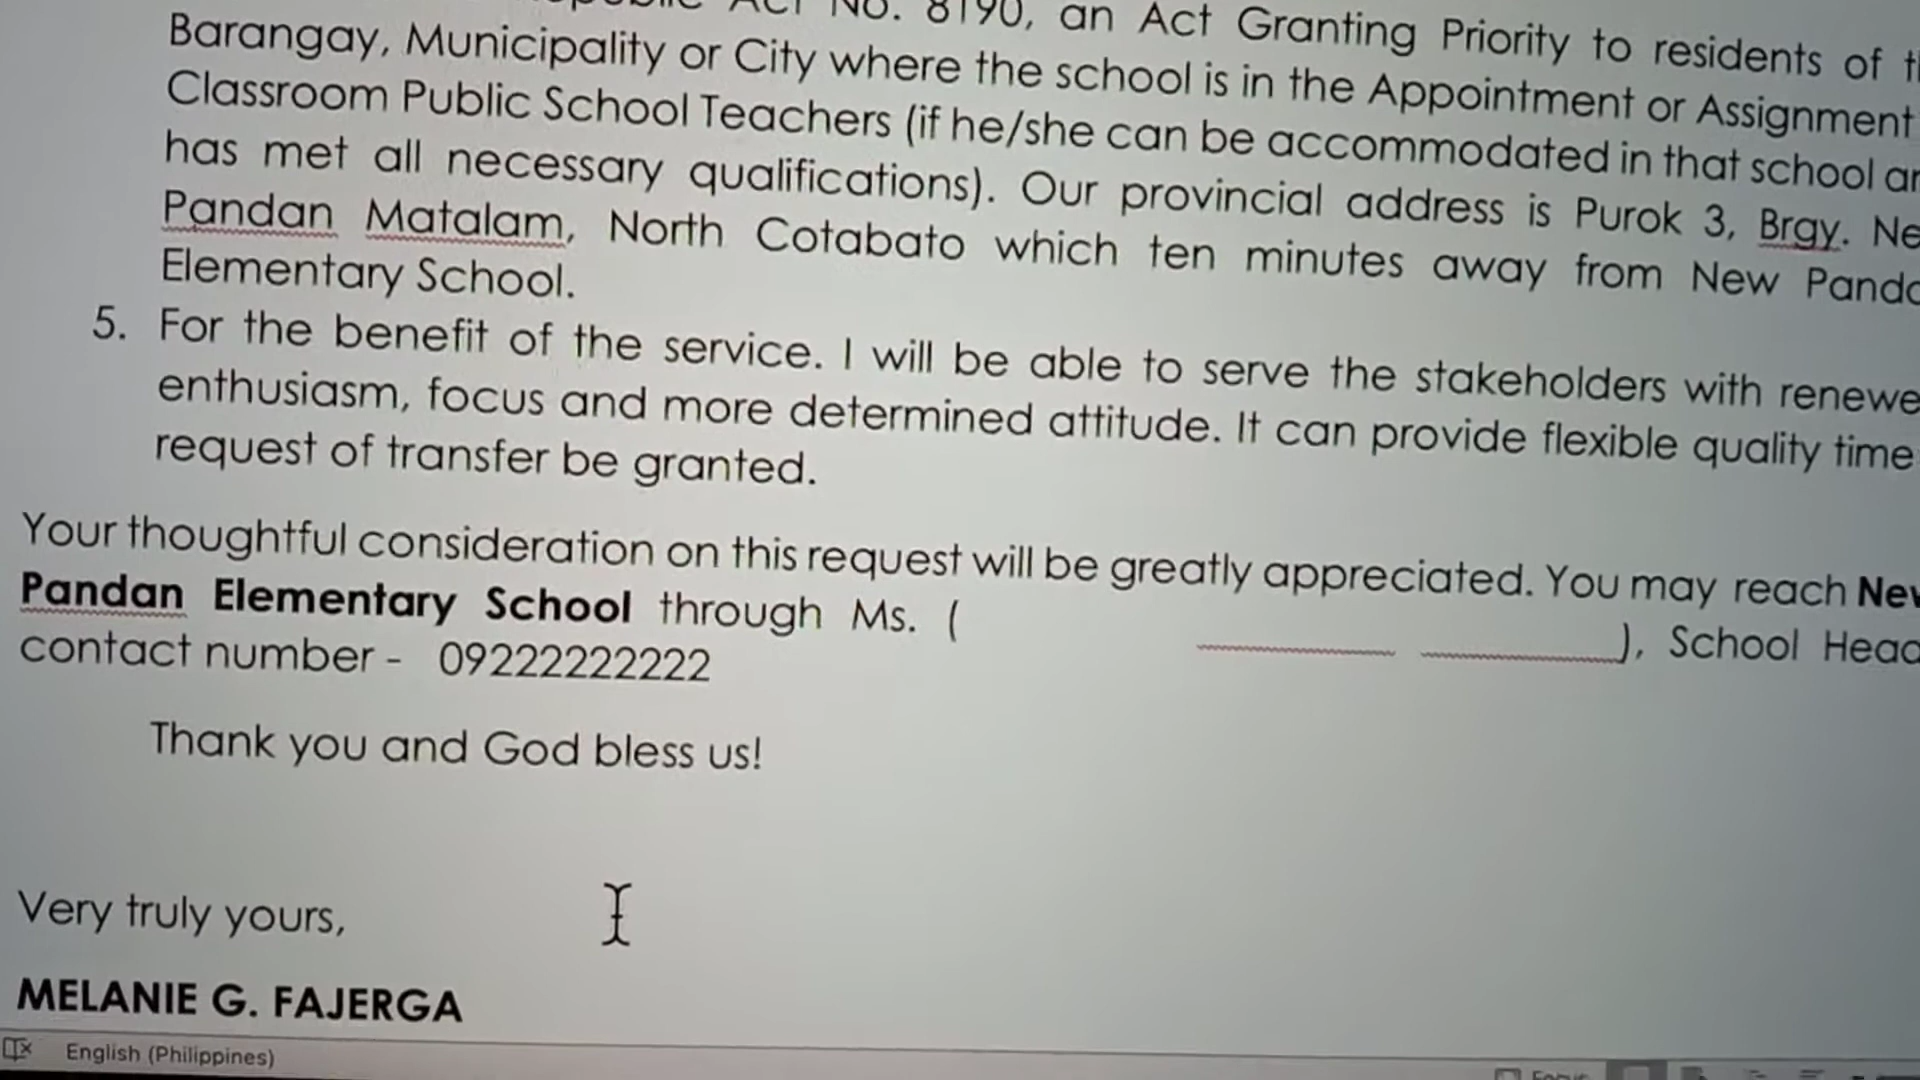 Act No. 8190, an Act Granting Priority to residents of
Barangay, Municipality or City where the school is in the Appointment or Assignment
Classroom Public School Teachers (if he/she can be accommodated in that school
has met all necessary qualifications). Our provincial address is Purok 3, Brgy. Ne
Pandan Matalam, North Cotabato which ten minutes away from New Panda
Elementary School.
5. For the benefit of the service. I will be able to serve the stakeholders with renewe
enthusiasm, focus and more determined attitude. It can provide flexible quality time
request of transfer be granted.
Your thoughtful consideration on this request will be greatly appreciated. You may reach New
Pandan Elementary School through Ms. ( ), School Head
contact number - 09222222222
Thank you and God bless us!
Very truly yours,
MELANIE G. FAJERGA
English (Philippines)